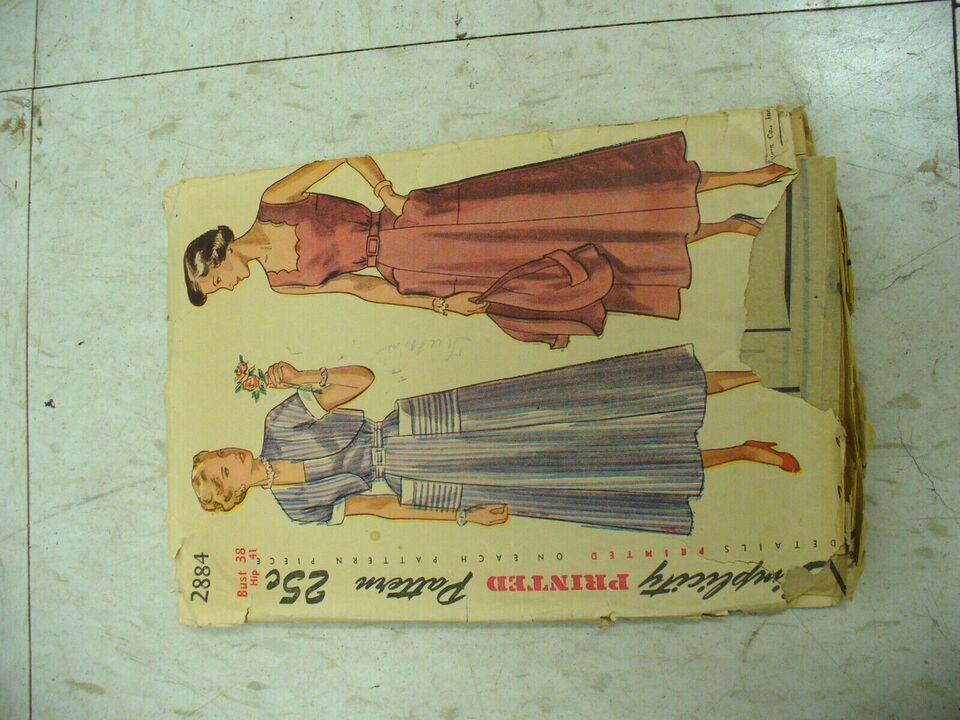 Simplicity PRINTED Pattern 25¢
DETAILS PRINTED ON EACH PATTERN PIECE
2884
Bust 38
Hip 41